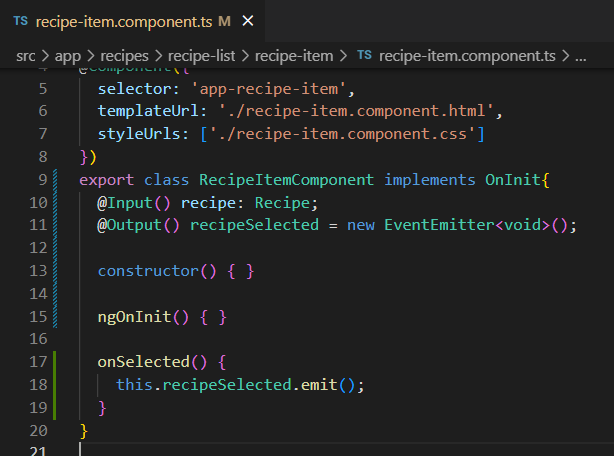 TS recipe-item.component.ts M ×
src > app > recipes > recipe-list > recipe-item > TS recipe-item.component.ts > ...
4 @Component({
5 selector: 'app-recipe-item',
6 templateUrl: './recipe-item.component.html',
7 styleUrls: ['./recipe-item.component.css']
8 })
9 export class RecipeItemComponent implements OnInit{
10 @Input() recipe: Recipe;
11 @Output() recipeSelected = new EventEmitter<void>();
12
13 constructor() { }
14
15 ngOnInit() { }
16
17 onSelected() {
18 this.recipeSelected.emit();
19 }
20 }
21